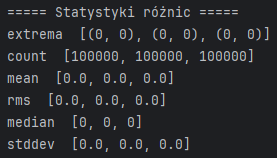 ===== Statystyki różnic =====
extrema  [(0, 0), (0, 0), (0, 0)]
count  [100000, 100000, 100000]
mean  [0.0, 0.0, 0.0]
rms  [0.0, 0.0, 0.0]
median  [0, 0, 0]
stddev  [0.0, 0.0, 0.0]